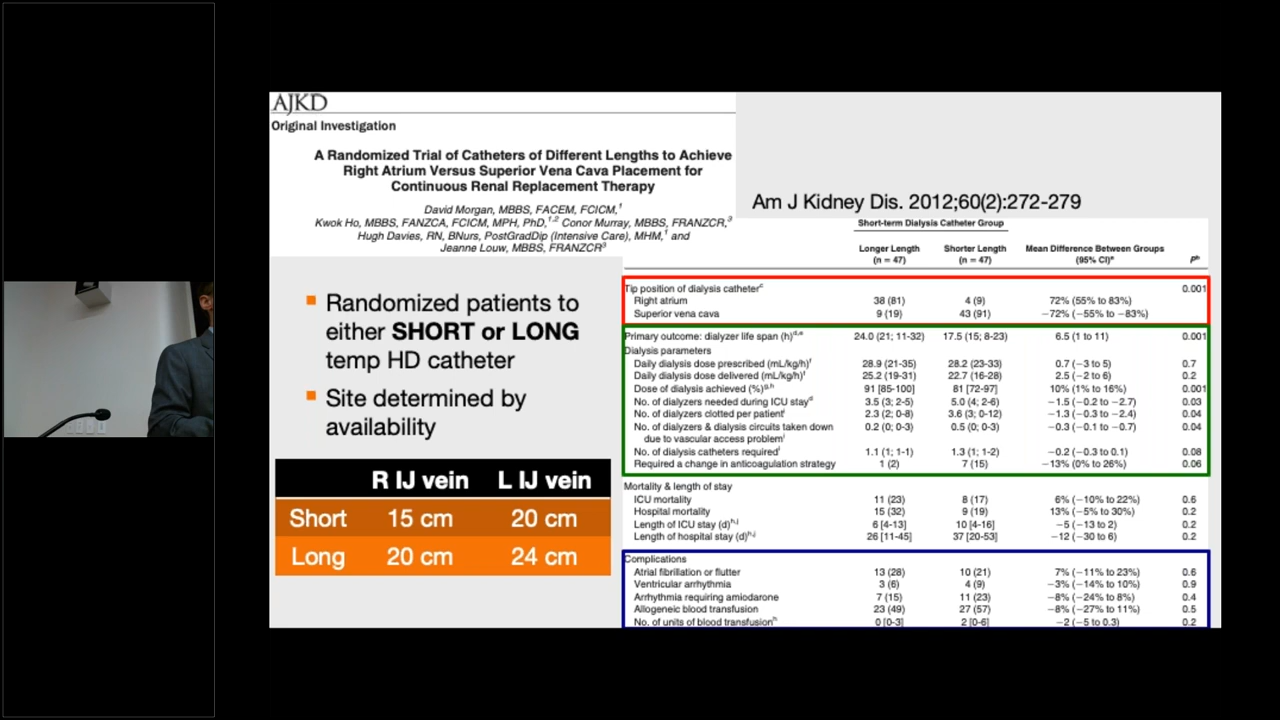 AJKD
Original Investigation
A Randomized Trial of Catheters of Different Lengths to Achieve
Right Atrium Versus Superior Vena Cava Placement for
Continuous Renal Replacement Therapy
David Morgan, MBBS, FACEM, FCICM,1
Kwok Ho, MBBS, FANZCA, FCICM, MPH, PhD,1,2 Conor Murray, MBBS, FRANZCR,3
Hugh Davies, RN, BNurs, PostGradDip (Intensive Care), MHM,1 and
Jeanne Louw, MBBS, FRANZCR3
Randomized patients to
either SHORT or LONG
temp HD catheter
Site determined by
availability
R IJ vein L IJ vein
Short 15 cm 20 cm
Long 20 cm 24 cm
Am J Kidney Dis. 2012;60(2):272-279
Short-term Dialysis Catheter Group
Longer Length Shorter Length Mean Difference Between Groups
(n = 47) (n = 47) (95% CI)a Pb
Tip position of dialysis catheterc 0.001
Right atrium 38 (81) 4 (9) 72% (55% to 83%)
Superior vena cava 9 (19) 43 (91) −72% (−55% to −83%)
Primary outcome: dialyzer life span (h)d,e 24.0 (21; 11-32) 17.5 (15; 8-23) 6.5 (1 to 11) 0.001
Dialysis parameters
Daily dialysis dose prescribed (mL/kg/h)f 28.9 (21-35) 28.2 (23-33) 0.7 (−3 to 5) 0.7
Daily dialysis dose delivered (mL/kg/h)f 25.2 (19-31) 22.7 (16-28) 2.5 (−2 to 6) 0.2
Dose of dialysis achieved (%)g,h 91 [85-100] 81 [72-97] 10% (1% to 16%) 0.001
No. of dialyzers needed during ICU stayd 3.5 (3; 2-5) 5.0 (4; 2-6) −1.5 (−0.2 to −2.7) 0.03
No. of dialyzers clotted per patienti 2.3 (2; 0-8) 3.6 (3; 0-12) −1.3 (−0.3 to −2.4) 0.04
No. of dialyzers & dialysis circuits taken down 0.2 (0; 0-3) 0.5 (0; 0-3) −0.3 (−0.1 to −0.7) 0.04
due to vascular access problemi
No. of dialysis catheters requiredi 1.1 (1; 1-1) 1.3 (1; 1-2) −0.2 (−0.3 to 0.1) 0.08
Required a change in anticoagulation strategy 1 (2) 7 (15) −13% (0% to 26%) 0.06
Mortality & length of stay
ICU mortality 11 (23) 8 (17) 6% (−10% to 22%) 0.6
Hospital mortality 15 (32) 9 (19) 13% (−5% to 30%) 0.2
Length of ICU stay (d)h,j 6 [4-13] 10 [4-16] −5 (−13 to 2) 0.2
Length of hospital stay (d)h,j 26 [11-45] 37 [20-53] −12 (−30 to 6) 0.2
Complications
Atrial fibrillation or flutter 13 (28) 10 (21) 7% (−11% to 23%) 0.6
Ventricular arrhythmia 3 (6) 4 (9) −3% (−14% to 10%) 0.9
Arrhythmia requiring amiodarone 7 (15) 11 (23) −8% (−24% to 8%) 0.4
Allogeneic blood transfusion 23 (49) 27 (57) −8% (−27% to 11%) 0.5
No. of units of blood transfusionh 0 [0-3] 2 [0-6] −2 (−5 to 0.3) 0.2